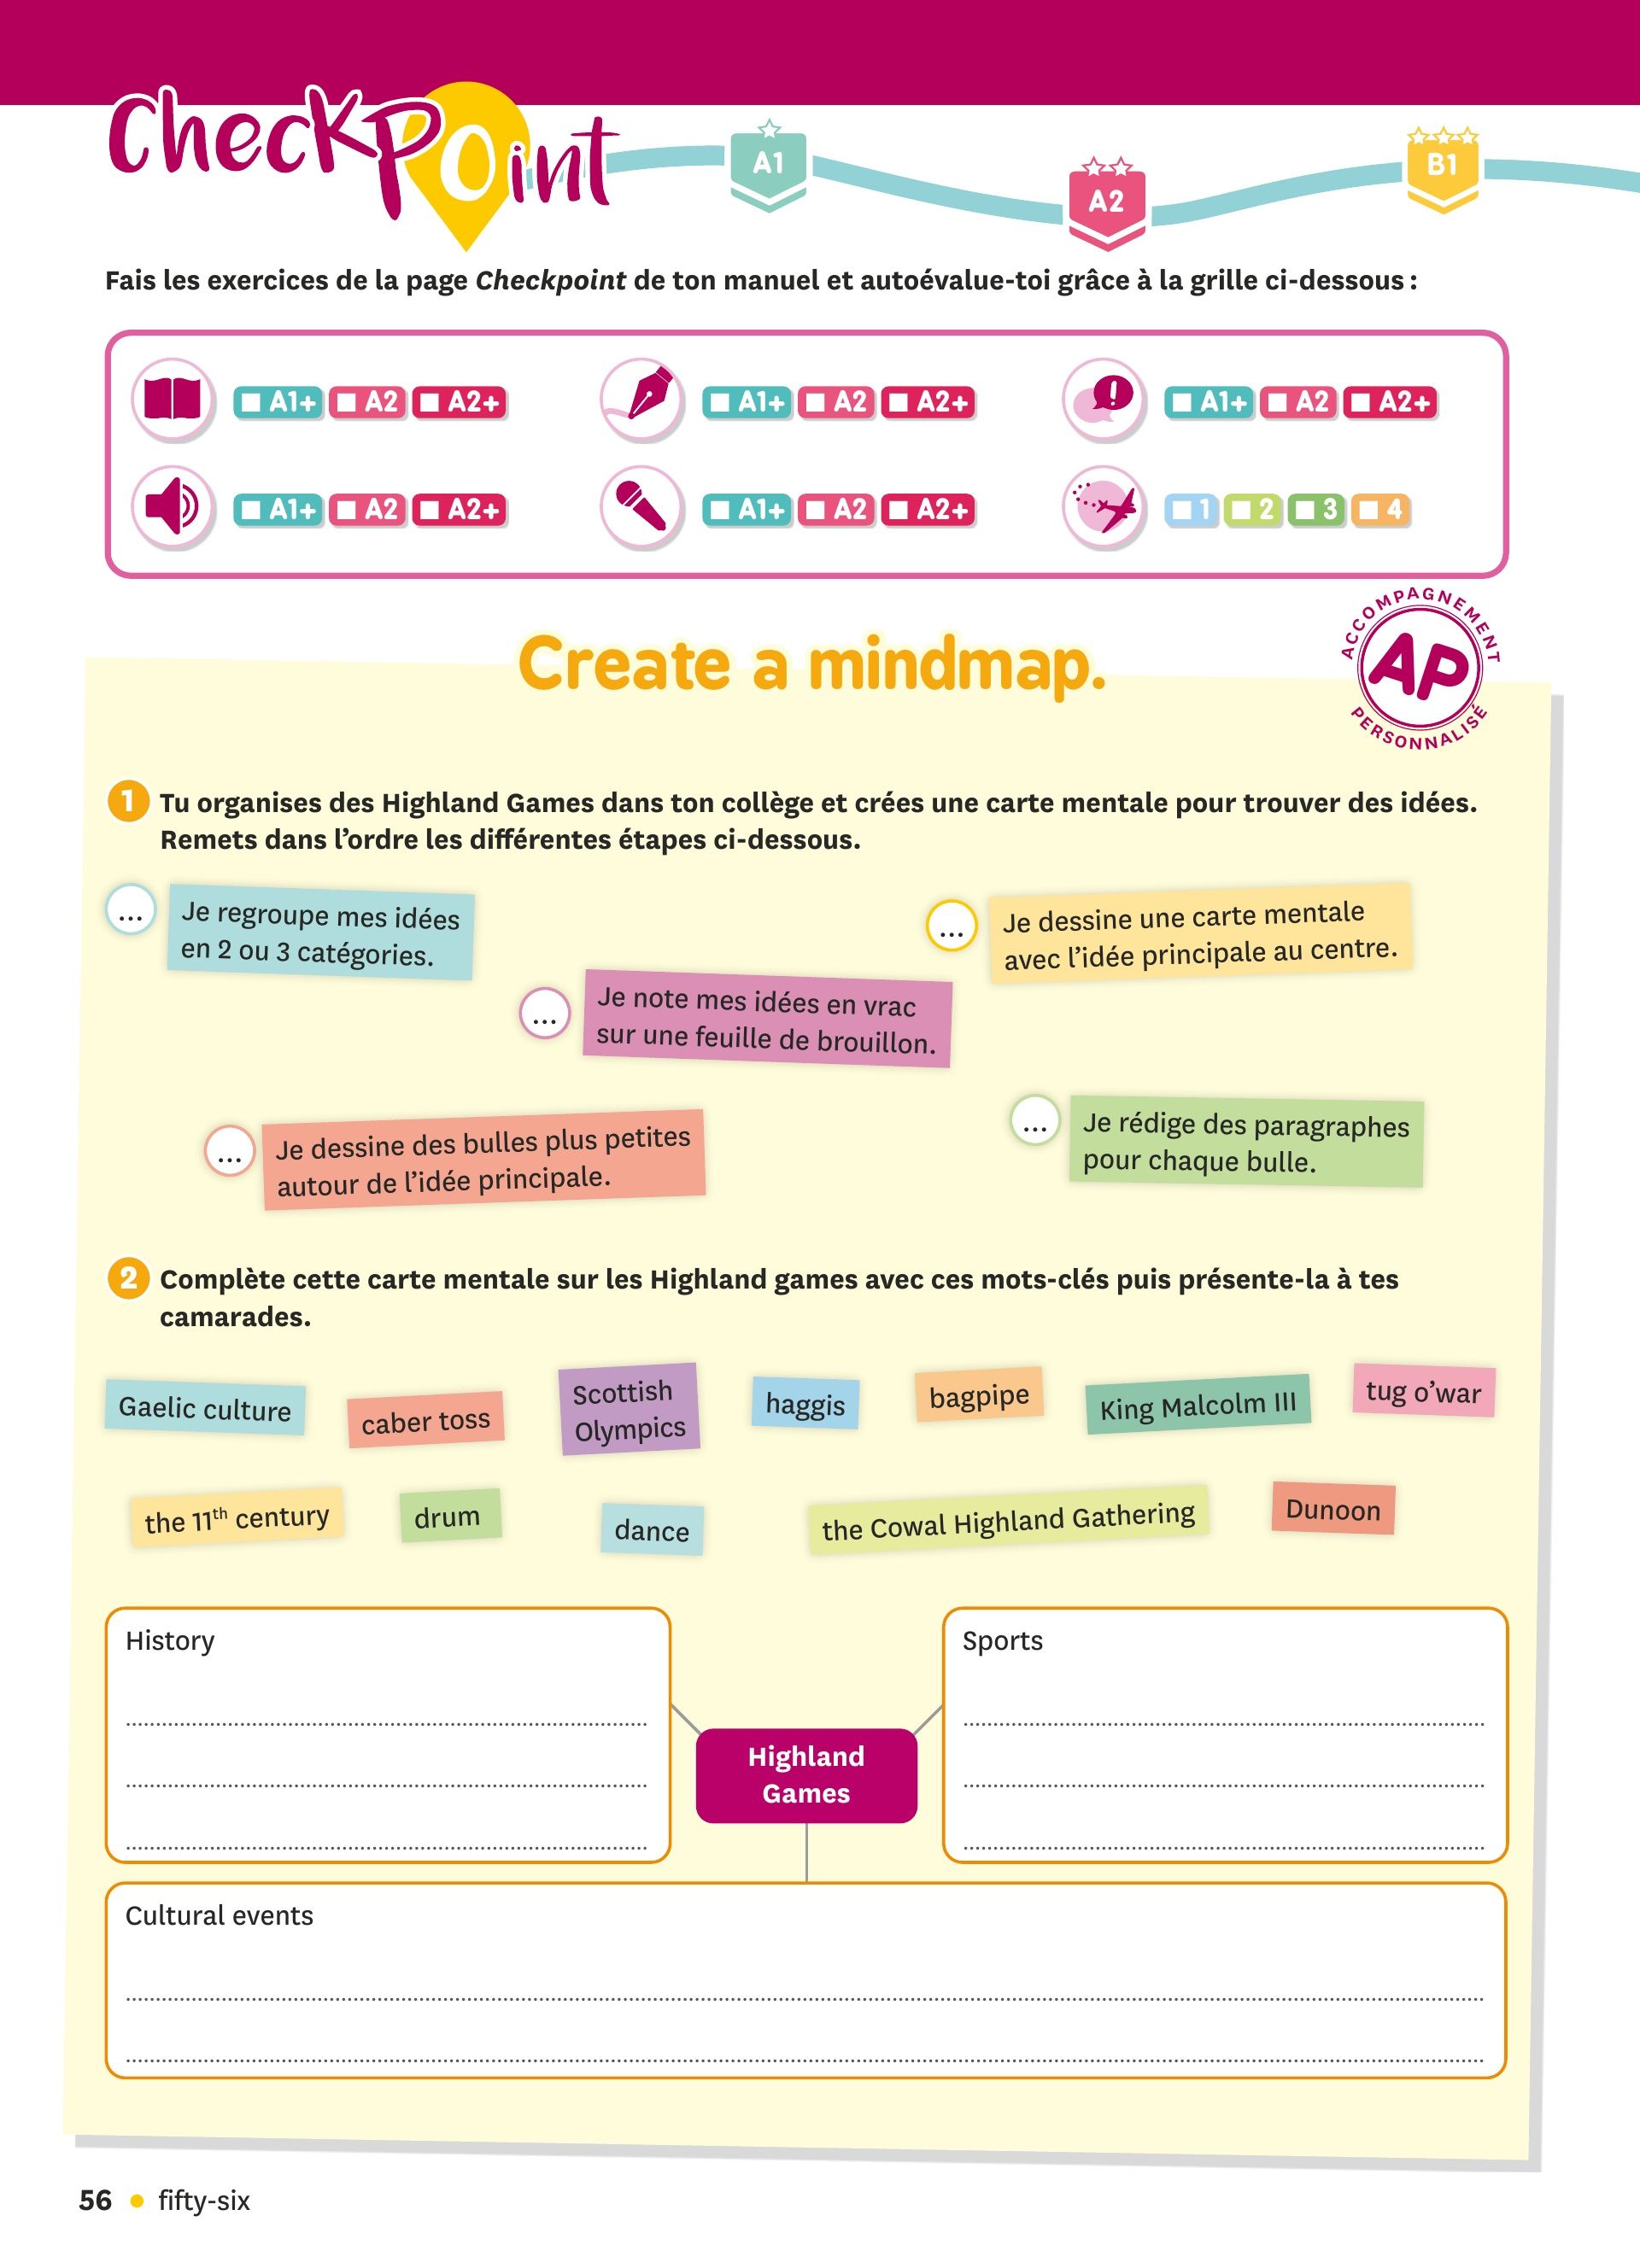 CheckPoint
A1
A2
B1
Fais les exercices de la page Checkpoint de ton manuel et autoévalue-toi grâce à la grille ci-dessous :
A1+ A2 A2+
A1+ A2 A2+
A1+ A2 A2+
A1+ A2 A2+
A1+ A2 A2+
1 2 3 4
Create a mindmap.
ACCOMPAGNEMENT
AP
PERSONNALISÉ
1 Tu organises des Highland Games dans ton collège et crées une carte mentale pour trouver des idées.
Remets dans l'ordre les différentes étapes ci-dessous.
... Je regroupe mes idées
en 2 ou 3 catégories.
... Je dessine une carte mentale
avec l'idée principale au centre.
... Je note mes idées en vrac
sur une feuille de brouillon.
... Je dessine des bulles plus petites
autour de l'idée principale.
... Je rédige des paragraphes
pour chaque bulle.
2 Complète cette carte mentale sur les Highland games avec ces mots-clés puis présente-la à tes
camarades.
Gaelic culture
caber toss
Scottish
Olympics
haggis
bagpipe
King Malcolm III
tug o'war
the 11th century
drum
dance
the Cowal Highland Gathering
Dunoon
History
Sports
Highland
Games
Cultural events
56 • fifty-six